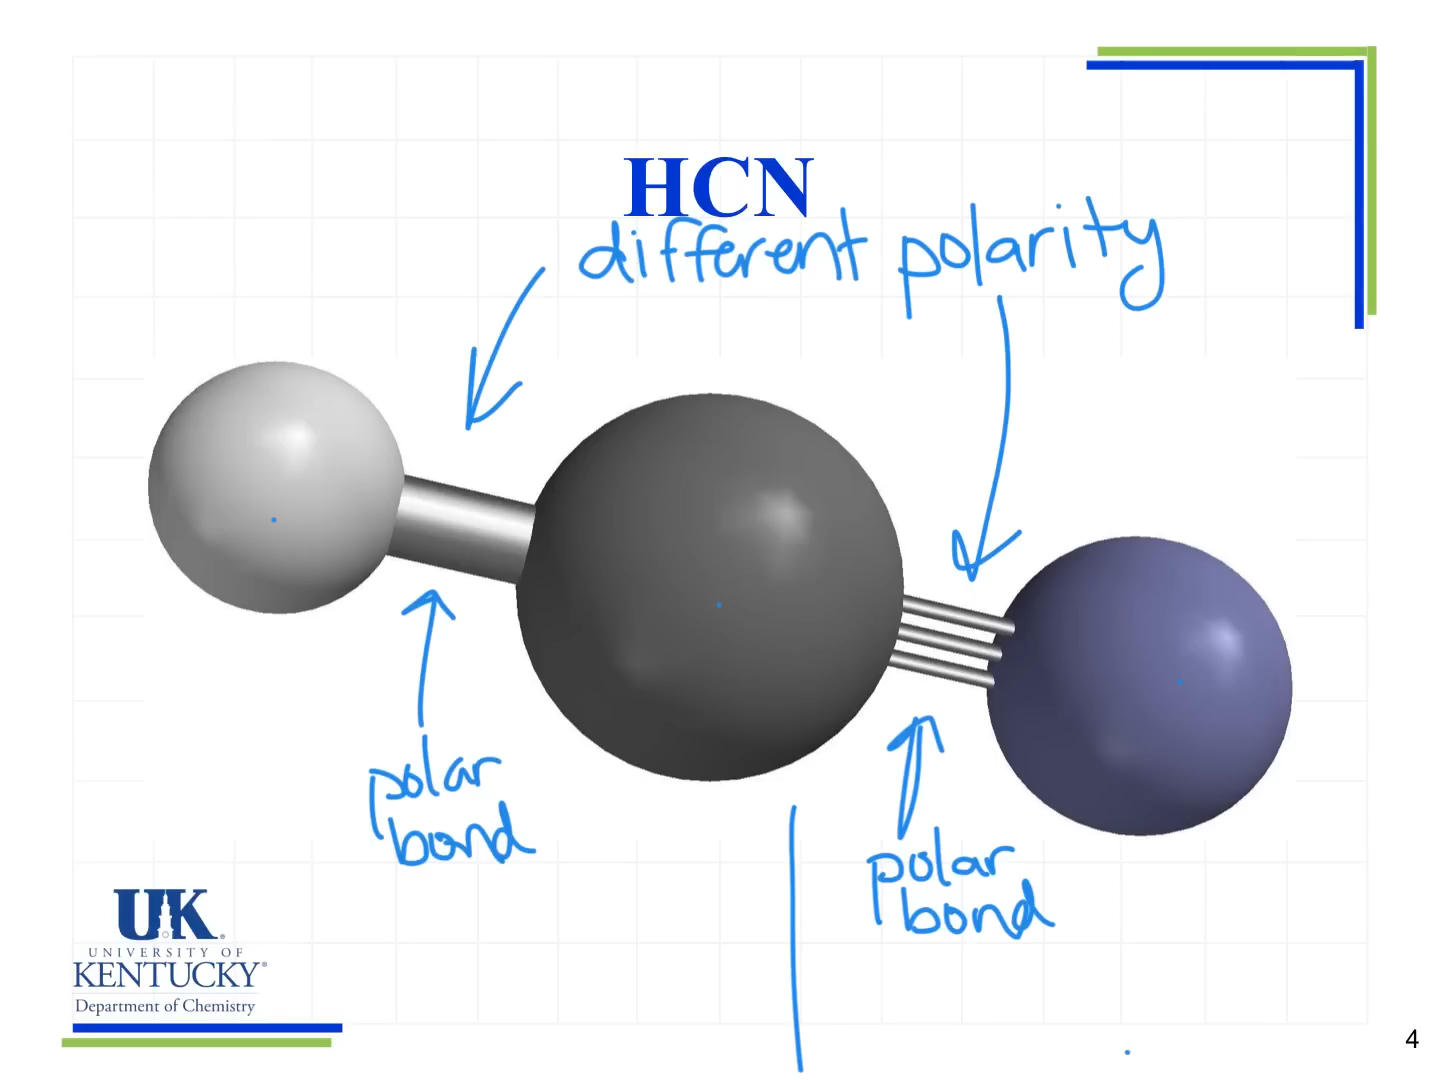 HCN
different polarity
polar
bond
polar
bond
UK
UNIVERSITY OF
KENTUCKY®
Department of Chemistry
4